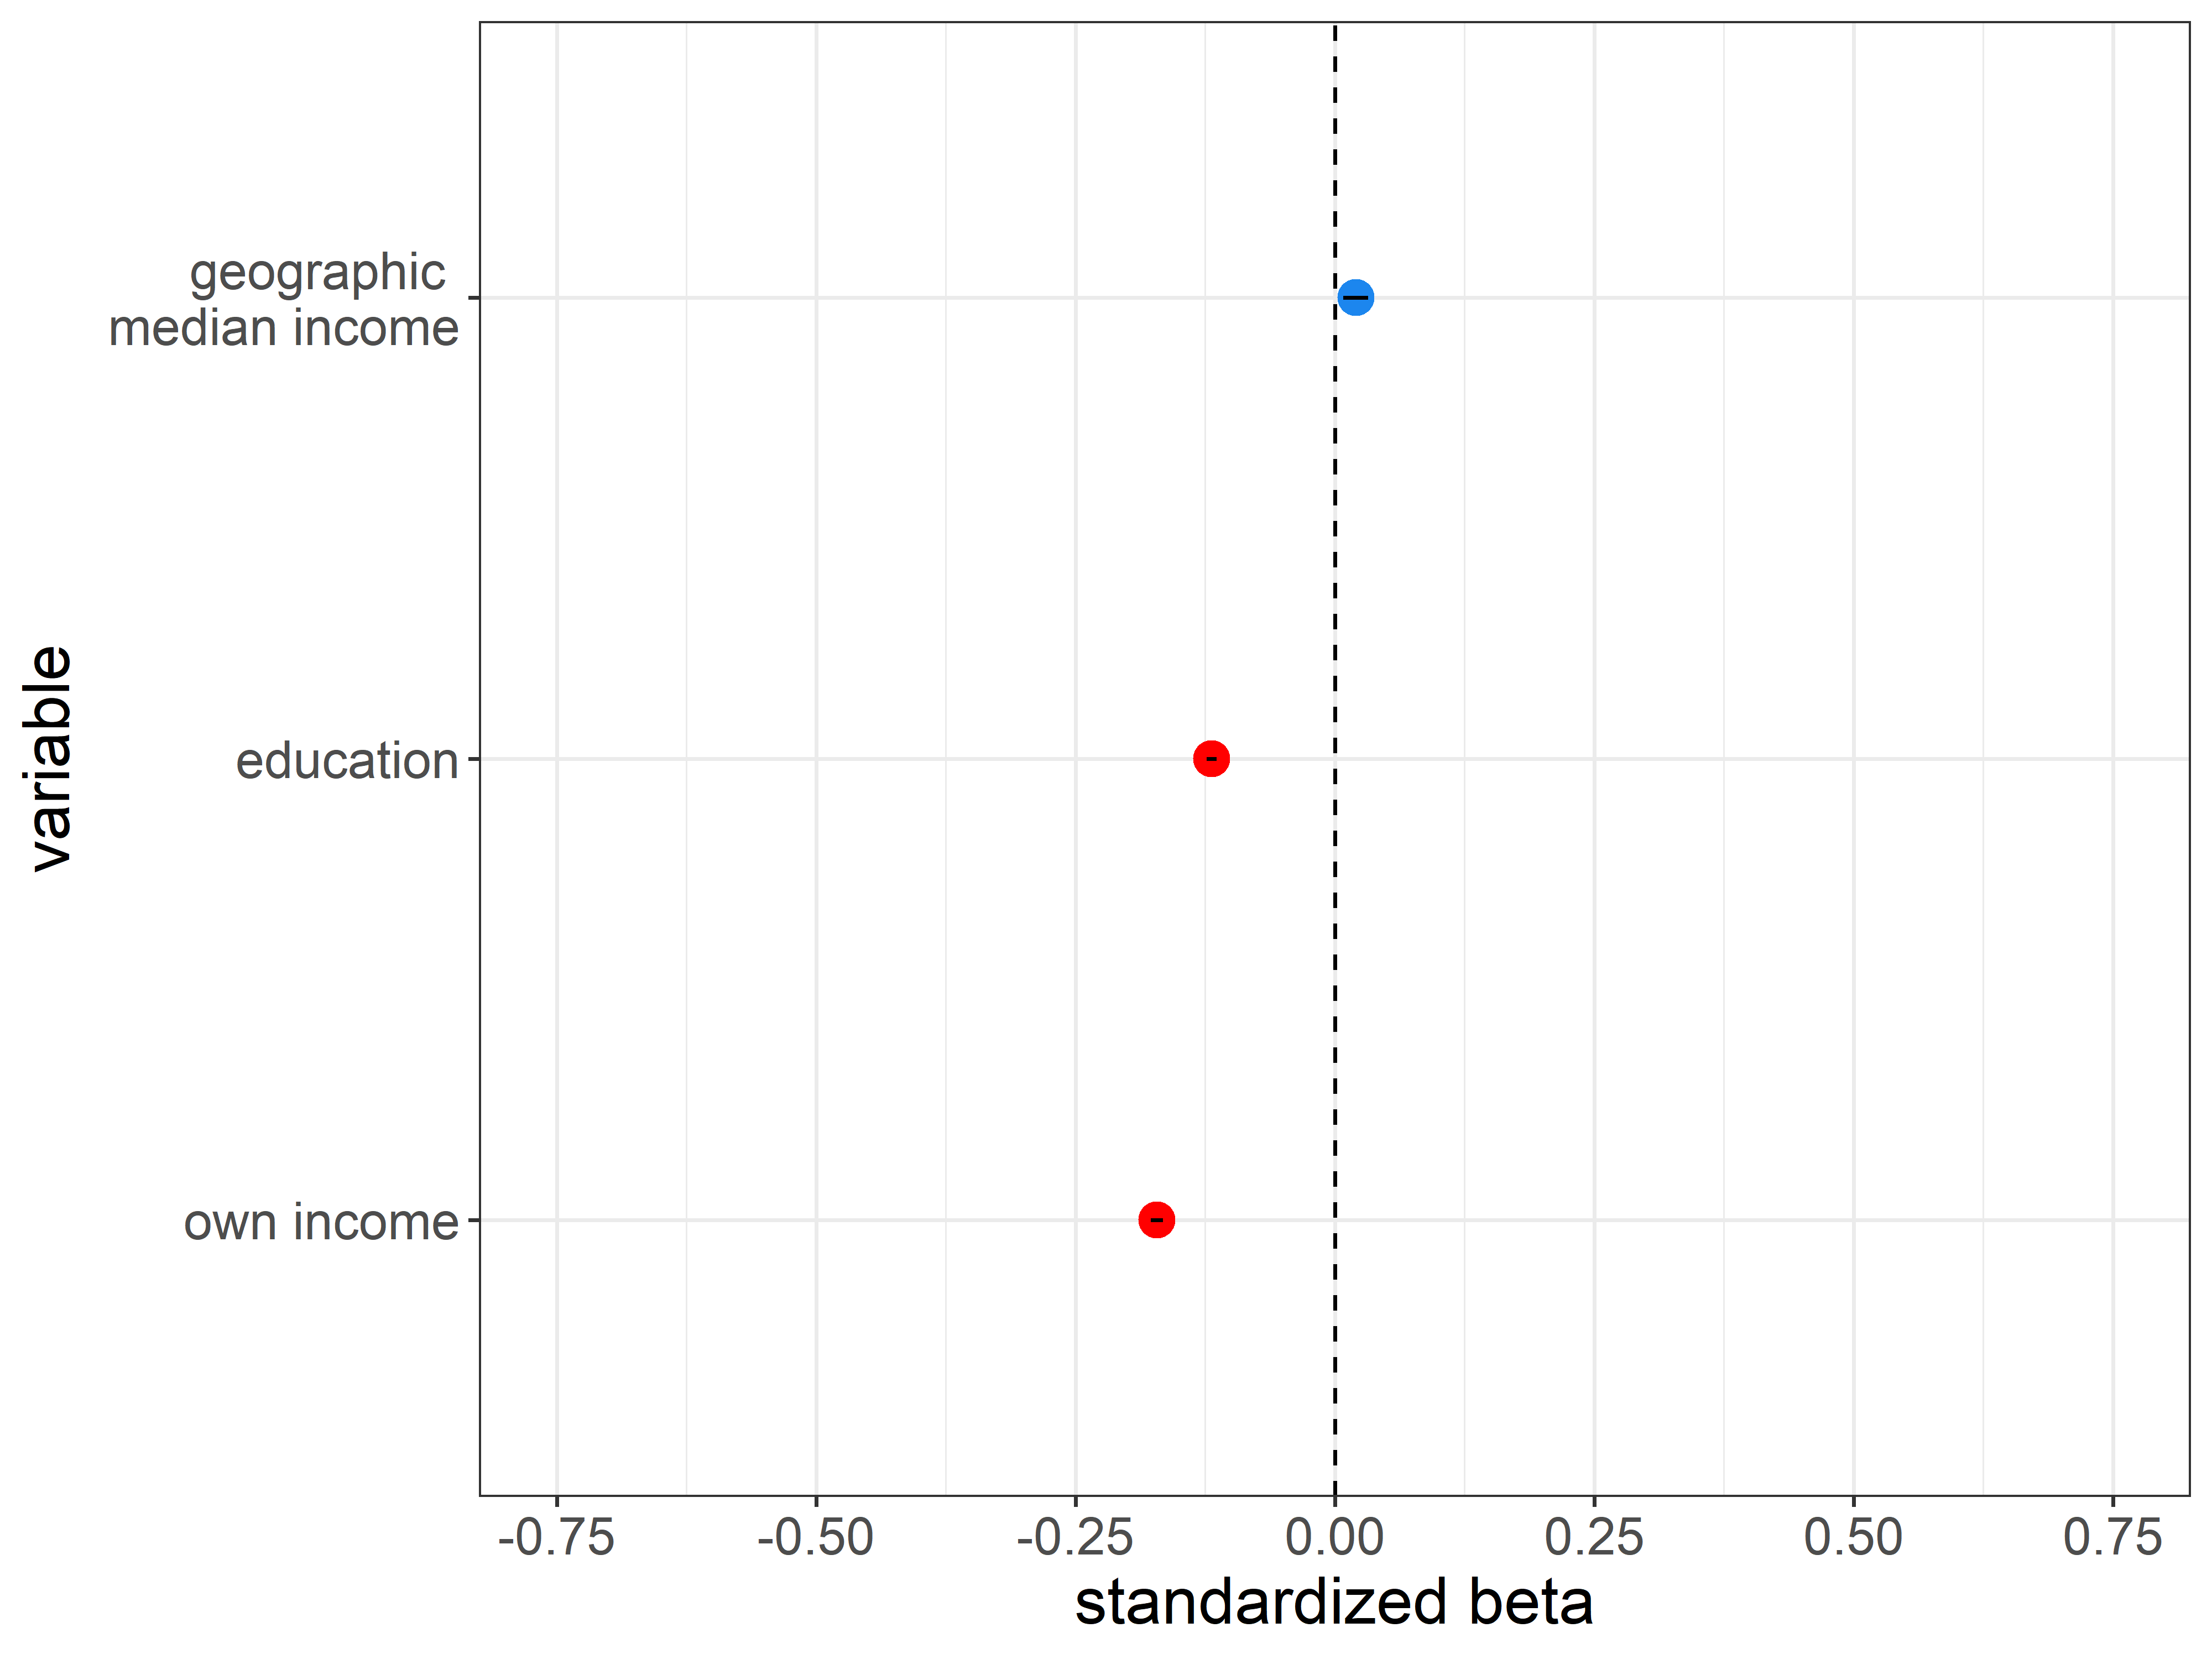 variable
geographic
median income
education
own income
-0.75 -0.50 -0.25 0.00 0.25 0.50 0.75
standardized beta